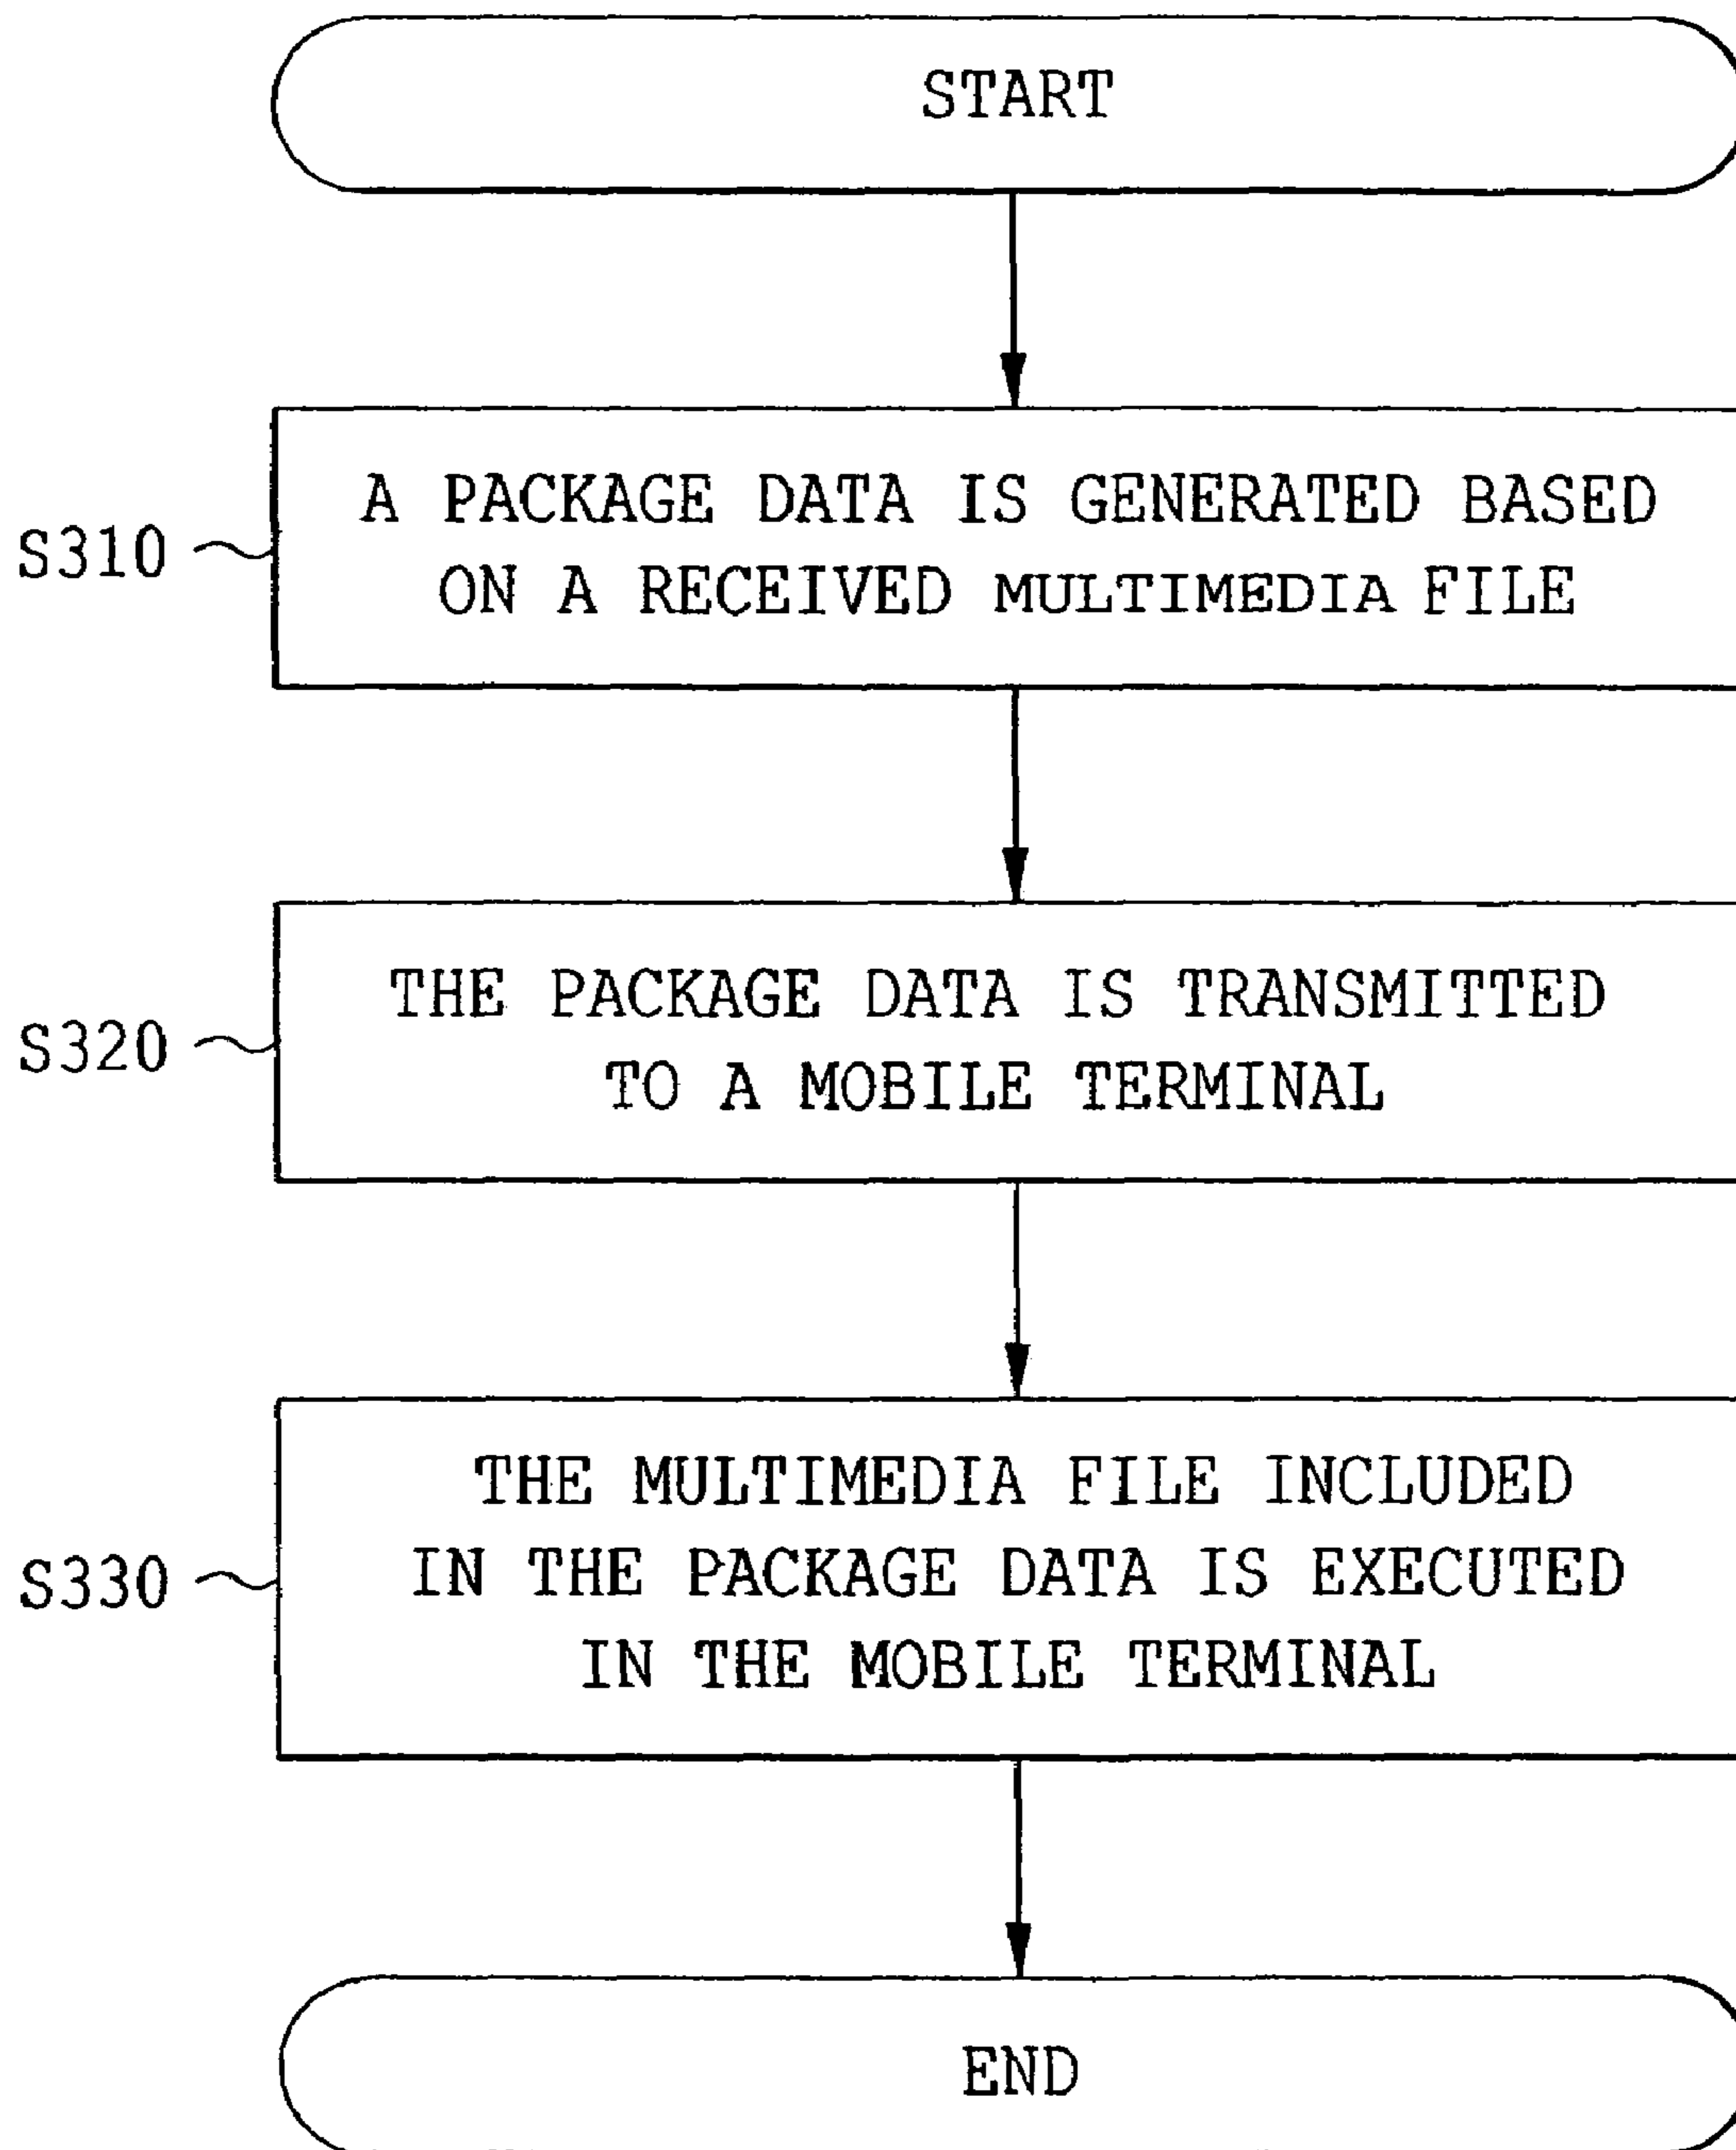 START
A PACKAGE DATA IS GENERATED BASED
ON A RECEIVED MULTIMEDIA FILE
S310
THE PACKAGE DATA IS TRANSMITTED
TO A MOBILE TERMINAL
S320
THE MULTIMEDIA FILE INCLUDED
IN THE PACKAGE DATA IS EXECUTED
IN THE MOBILE TERMINAL
S330
END